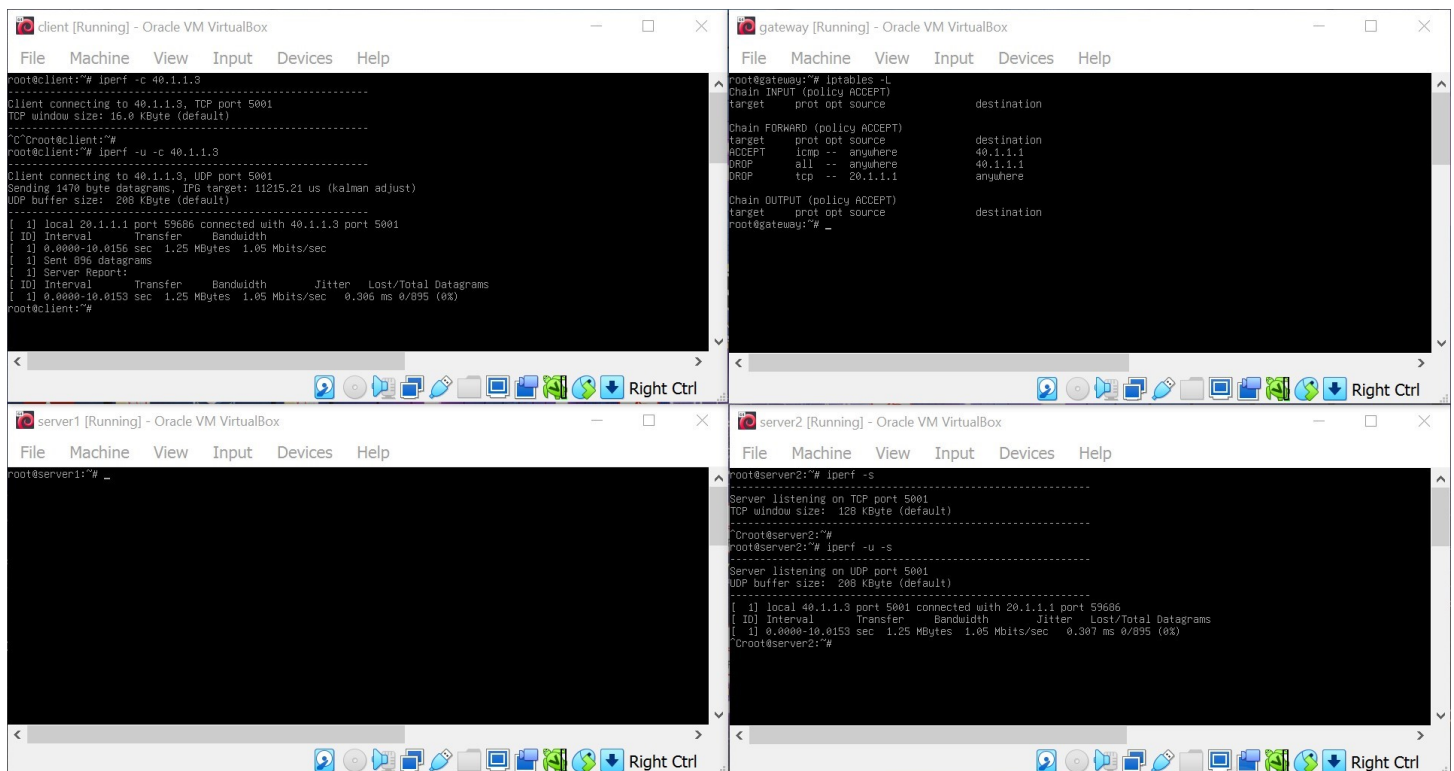 client [Running] - Oracle VM VirtualBox
File Machine View Input Devices Help
root@client:~# iperf -c 40.1.1.3
------------------------------------------------------------
Client connecting to 40.1.1.3, TCP port 5001
TCP window size: 16.0 KByte (default)
------------------------------------------------------------
^C^Croot@client:~#
root@client:~# iperf -u -c 40.1.1.3
------------------------------------------------------------
Client connecting to 40.1.1.3, UDP port 5001
Sending 1470 byte datagrams, IPG target: 11215.21 us (kalman adjust)
UDP buffer size: 208 KByte (default)
------------------------------------------------------------
[ 1] local 20.1.1.1 port 59686 connected with 40.1.1.3 port 5001
[ ID] Interval Transfer Bandwidth
[ 1] 0.0000-10.0156 sec 1.25 MBytes 1.05 Mbits/sec
[ 1] Sent 896 datagrams
[ 1] Server Report:
[ ID] Interval Transfer Bandwidth Jitter Lost/Total Datagrams
[ 1] 0.0000-10.0153 sec 1.25 MBytes 1.05 Mbits/sec 0.306 ms 0/895 (0%)
root@client:~#
Right Ctrl
gateway [Running] - Oracle VM VirtualBox
File Machine View Input Devices Help
root@gateway:~# iptables -L
Chain INPUT (policy ACCEPT)
target prot opt source destination
Chain FORWARD (policy ACCEPT)
target prot opt source destination
ACCEPT icmp -- anywhere 40.1.1.1
DROP all -- anywhere 40.1.1.1
DROP tcp -- 20.1.1.1 anywhere
Chain OUTPUT (policy ACCEPT)
target prot opt source destination
root@gateway:~# _
Right Ctrl
server1 [Running] - Oracle VM VirtualBox
File Machine View Input Devices Help
root@server1:~# _
Right Ctrl
server2 [Running] - Oracle VM VirtualBox
File Machine View Input Devices Help
root@server2:~# iperf -s
------------------------------------------------------------
Server listening on TCP port 5001
TCP window size: 128 KByte (default)
------------------------------------------------------------
^Croot@server2:~#
root@server2:~# iperf -u -s
------------------------------------------------------------
Server listening on UDP port 5001
UDP buffer size: 208 KByte (default)
------------------------------------------------------------
[ 1] local 40.1.1.3 port 5001 connected with 20.1.1.1 port 59686
[ ID] Interval Transfer Bandwidth Jitter Lost/Total Datagrams
[ 1] 0.0000-10.0153 sec 1.25 MBytes 1.05 Mbits/sec 0.307 ms 0/895 (0%)
^Croot@server2:~#
Right Ctrl